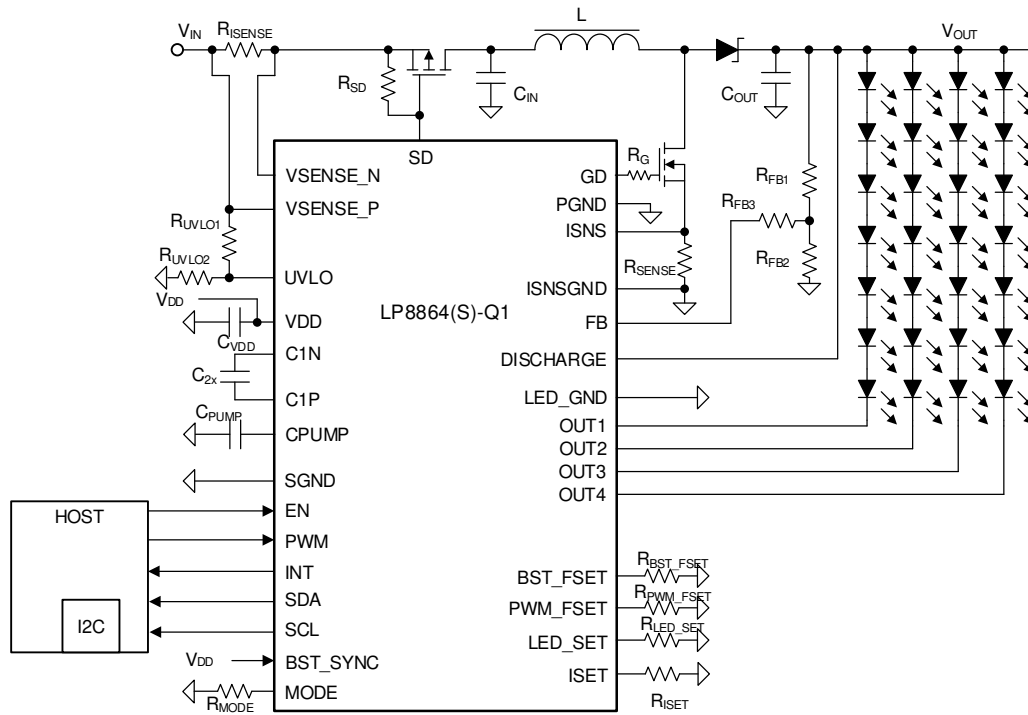 VIN
RISENSE
L
VOUT
RSD
CIN
COUT
SD
VSENSE_N
GD
RG
VSENSE_P
PGND
RFB1
RUVLO1
ISNS
RFB3
RUVLO2
UVLO
RSENSE
RFB2
VDD
ISNSGND
LP8864(S)-Q1
VDD
FB
CVDD
C1N
DISCHARGE
C2x
C1P
LED_GND
CPUMP
CPUMP
OUT1
OUT2
SGND
OUT3
OUT4
HOST
EN
PWM
INT
BST_FSET
RBST_FSET
SDA
PWM_FSET
RPWM_FSET
I2C
SCL
LED_SET
RLED_SET
VDD
BST_SYNC
ISET
RISET
MODE
RMODE